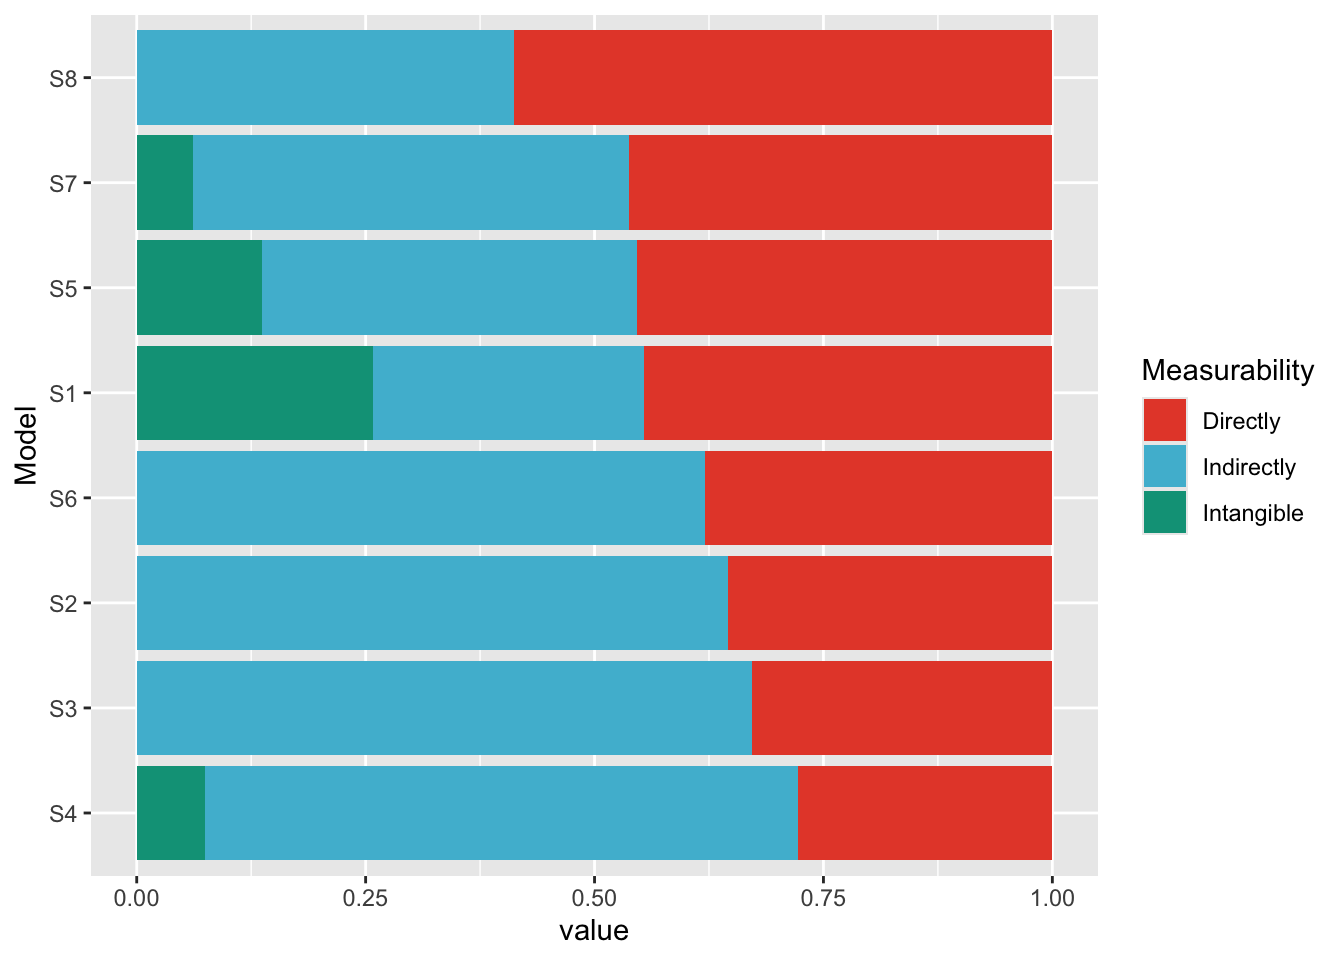 Model
S8
S7
S5
S1
S6
S2
S3
S4
0.00 0.25 0.50 0.75 1.00
value
Measurability
Directly
Indirectly
Intangible